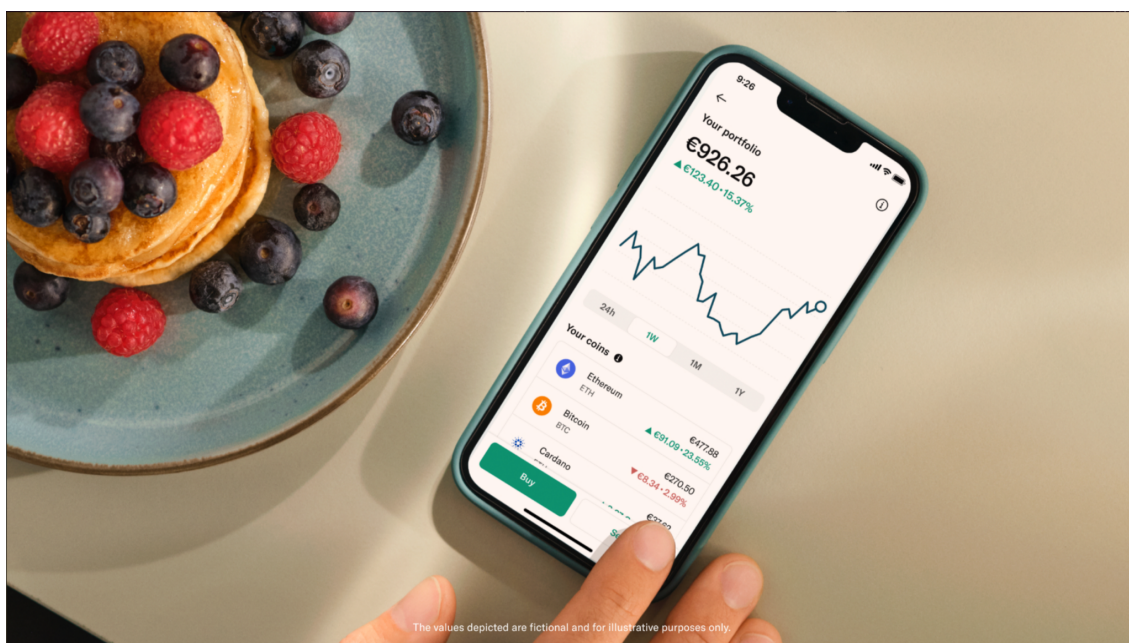 9:26
Your portfolio
€926.26
▲ €123.40 • 15.37%
24h 1W 1M 1Y
Your coins
Ethereum €477.88
ETH ▲ €91.09 • 23.55%
Bitcoin €270.50
BTC ▼ €8.34 • 2.99%
Cardano
Buy
The values depicted are fictional and for illustrative purposes only.